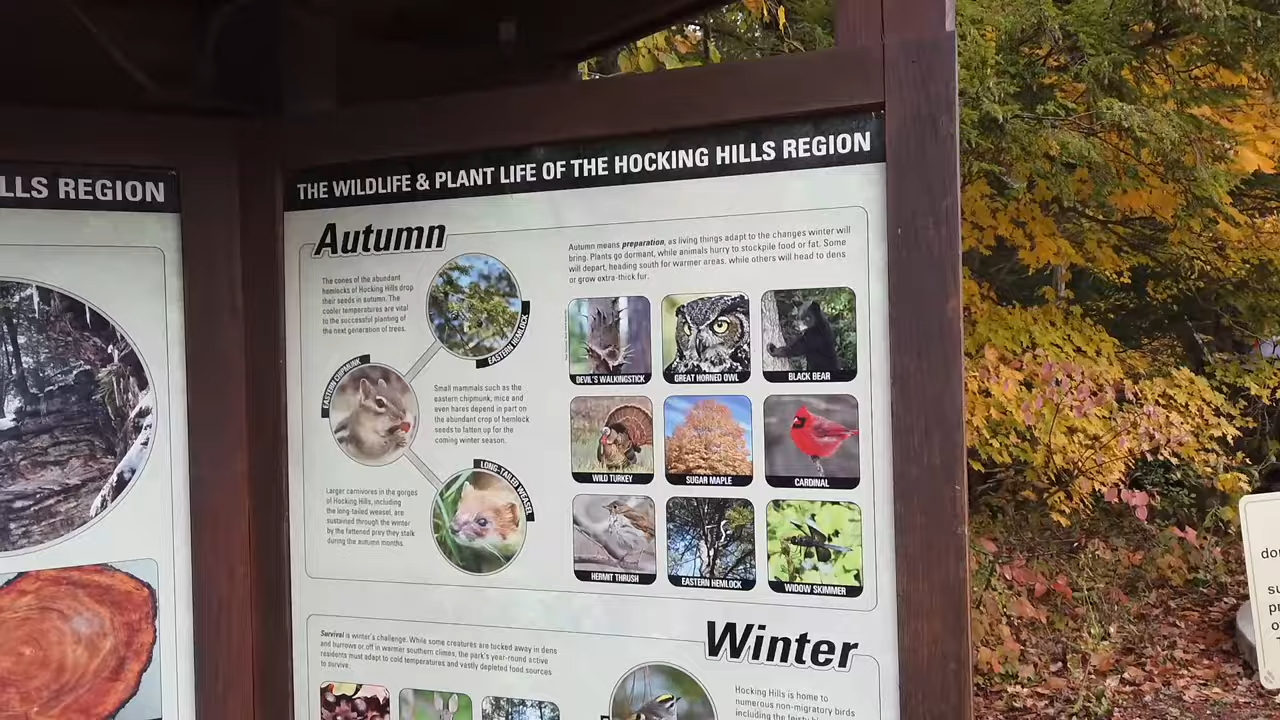 LLS REGION
THE WILDLIFE & PLANT LIFE OF THE HOCKING HILLS REGION
Autumn
The cones of the abundant
hemlocks of Hocking Hills drop
their seeds in autumn. The
cooler temperatures are vital
to the successful planting of
the next generation of trees.
EASTERN HEMLOCK
EASTERN CHIPMUNK
Small mammals such as the
eastern chipmunk, mice and
even hares depend in part on
the abundant crop of hemlock
seeds to fatten up for the
coming winter season.
LONG-TAILED WEASEL
Larger carnivores in the gorges
of Hocking Hills, including
the long-tailed weasel, are
sustained through the winter
by the fattened prey they stalk
during the autumn months.
Autumn means preparation, as living things adapt to the changes winter will
bring. Plants go dormant, while animals hurry to stockpile food or fat. Some
will depart, heading south for warmer areas, while others will head to dens
or grow extra-thick fur.
DEVIL'S WALKINGSTICK
GREAT HORNED OWL
BLACK BEAR
WILD TURKEY
SUGAR MAPLE
CARDINAL
HERMIT THRUSH
EASTERN HEMLOCK
WIDOW SKIMMER
Survival is winter's challenge. While some creatures are tucked away in dens
and burrows or off in warmer southern climes, the park's year-round active
residents must adapt to cold temperatures and vastly depleted food sources
to survive.
Winter
Hocking Hills is home to
numerous non-migratory birds
including the feisty
do
su
p
o